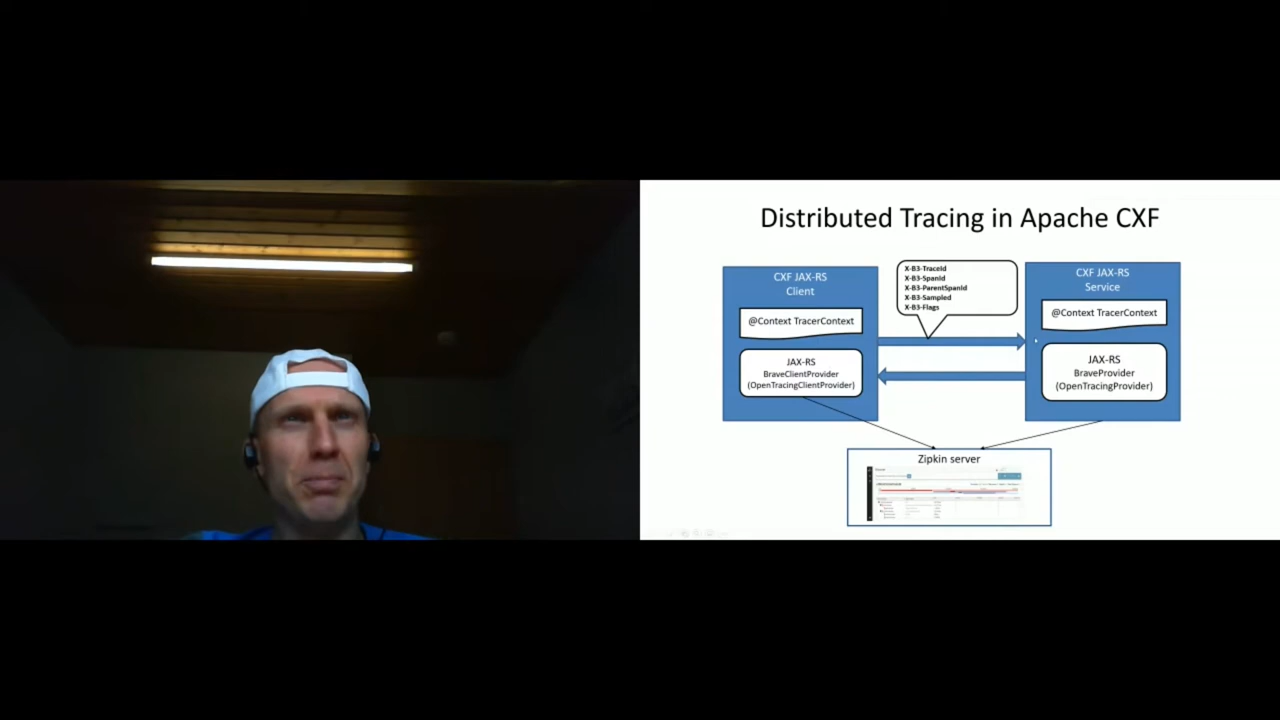 Distributed Tracing in Apache CXF
CXF JAX-RS
Client
@Context TracerContext
JAX-RS
BraveClientProvider
(OpenTracingClientProvider)
X-B3-TraceId
X-B3-SpanId
X-B3-ParentSpanId
X-B3-Sampled
X-B3-Flags
CXF JAX-RS
Service
@Context TracerContext
JAX-RS
BraveProvider
(OpenTracingProvider)
Zipkin server